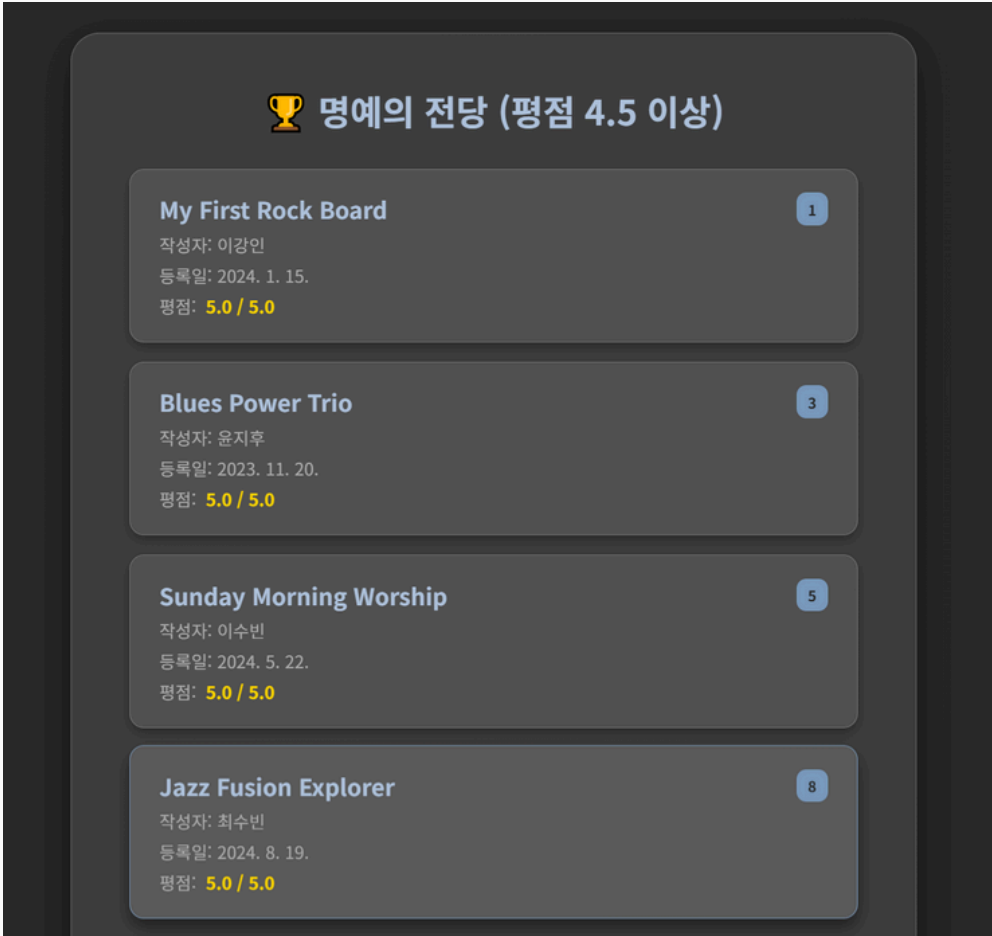 🏆 명예의 전당 (평점 4.5 이상)
My First Rock Board 1
작성자: 이강인
등록일: 2024. 1. 15.
평점: 5.0 / 5.0
Blues Power Trio 3
작성자: 윤지후
등록일: 2023. 11. 20.
평점: 5.0 / 5.0
Sunday Morning Worship 5
작성자: 이수빈
등록일: 2024. 5. 22.
평점: 5.0 / 5.0
Jazz Fusion Explorer 8
작성자: 최수빈
등록일: 2024. 8. 19.
평점: 5.0 / 5.0